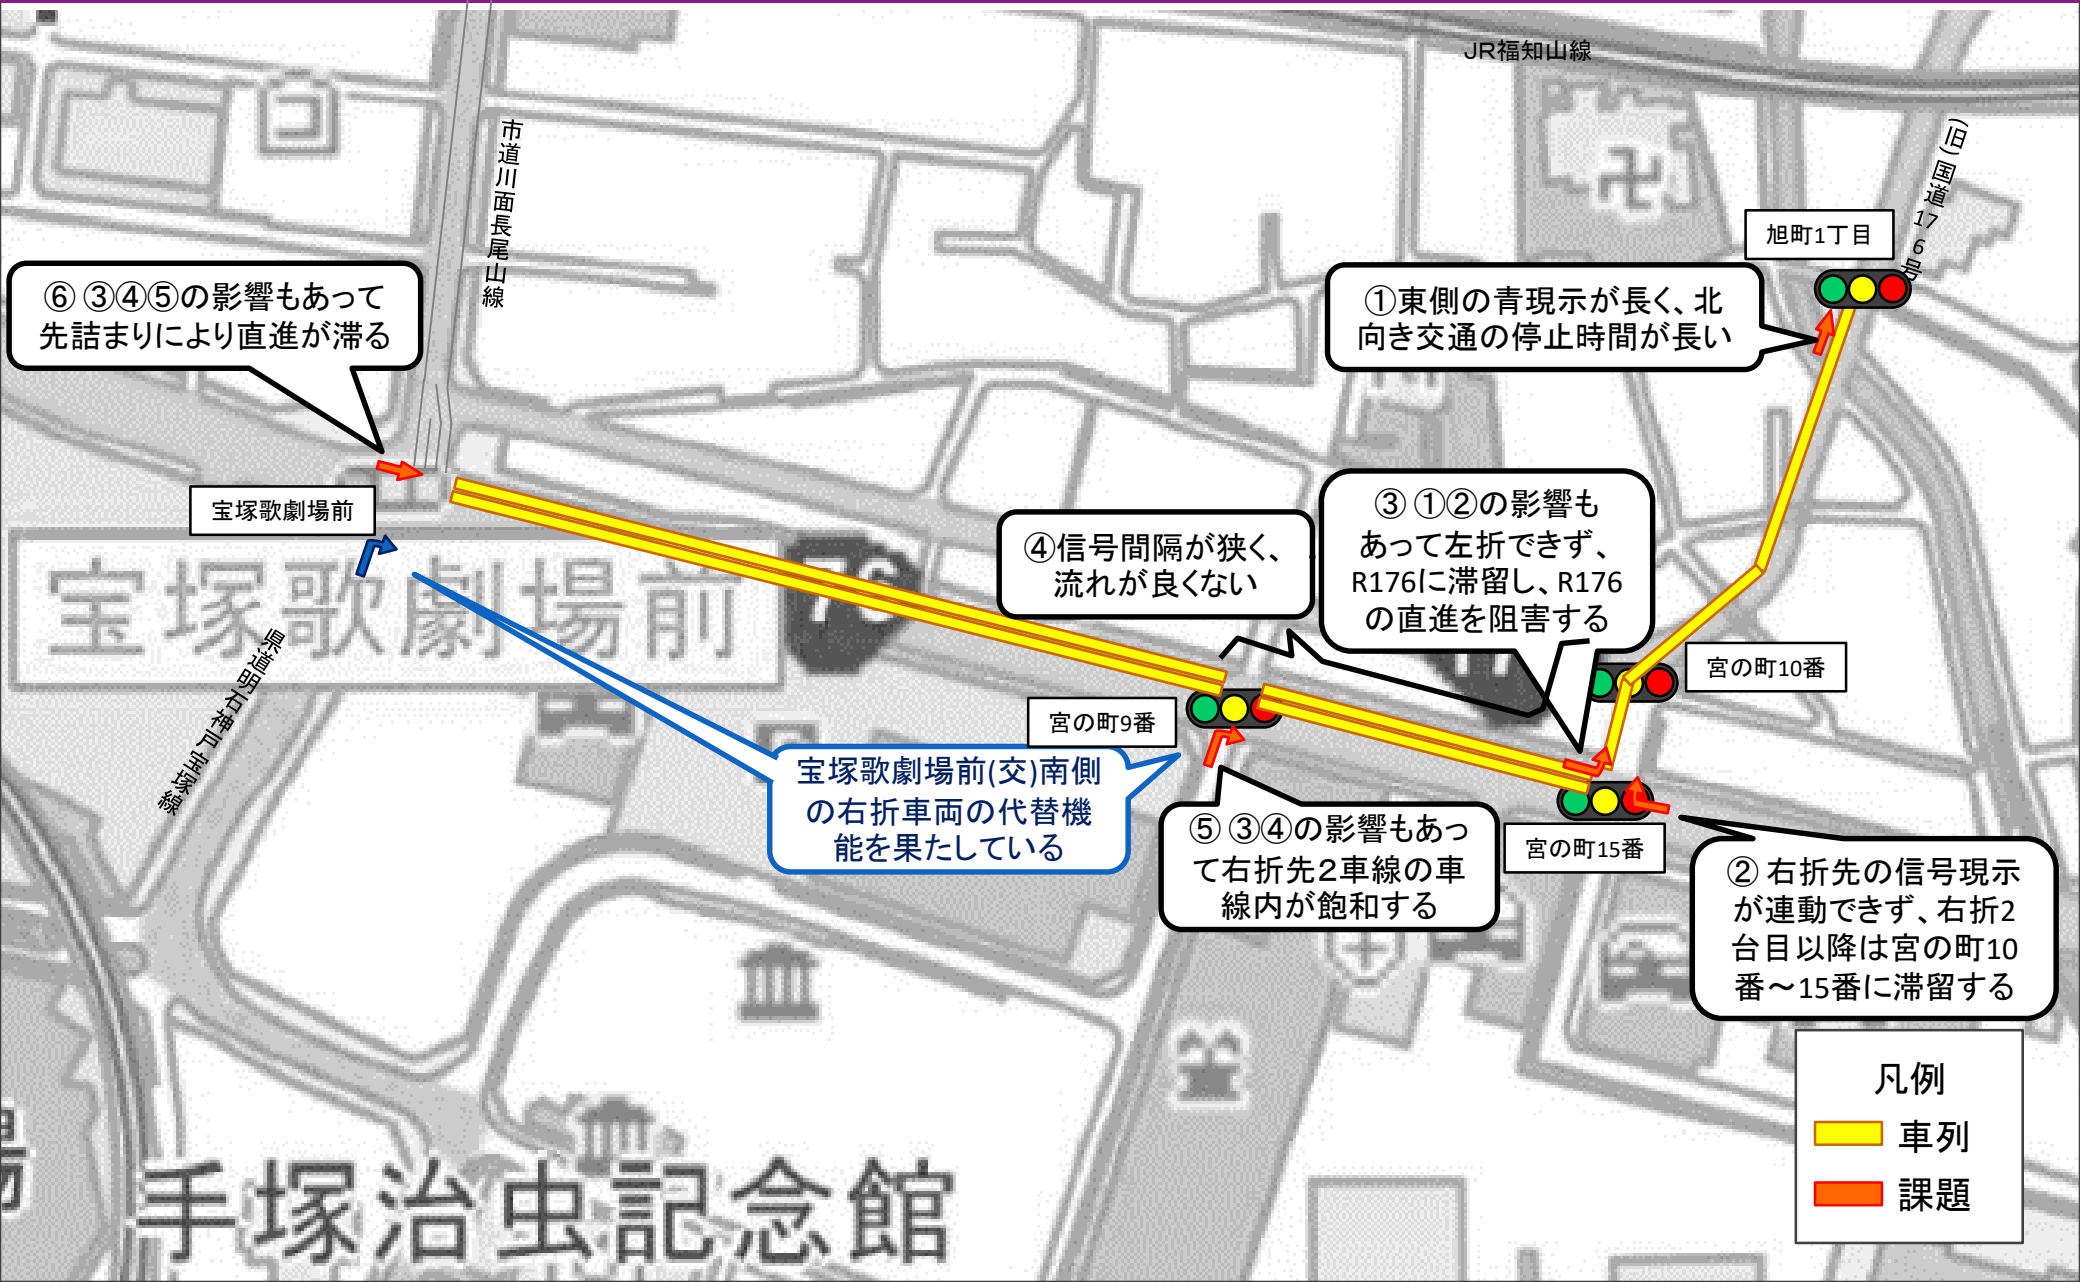 JR福知山線
市道川面長尾山線
(旧)国道176号
旭町1丁目
⑥ ③④⑤の影響もあって
先詰まりにより直進が滞る
①東側の青現示が長く、北
向き交通の停止時間が長い
宝塚歌劇場前
宝塚歌劇場前
76
④信号間隔が狭く、
流れが良くない
③ ①②の影響も
あって左折できず、
R176に滞留し、R176
の直進を阻害する
県道明石神戸宝塚線
宮の町10番
宮の町9番
宝塚歌劇場前(交)南側
の右折車両の代替機
能を果たしている
⑤ ③④の影響もあっ
て右折先２車線の車
線内が飽和する
宮の町15番
② 右折先の信号現示
が連動できず、右折2
台目以降は宮の町10
番～15番に滞留する
手塚治虫記念館
凡例
車列
課題